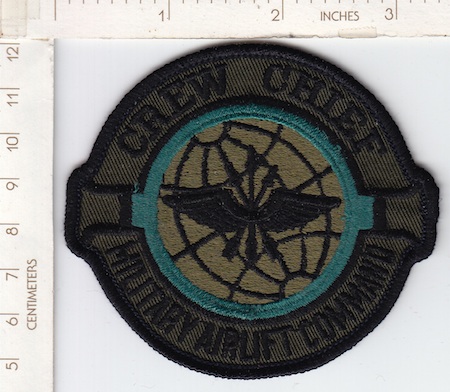 1 2 INCHES 3
12
11
10
9
8
7
6
5
CENTIMETERS
CREW CHIEF
MILITARY AIRLIFT COMMAND